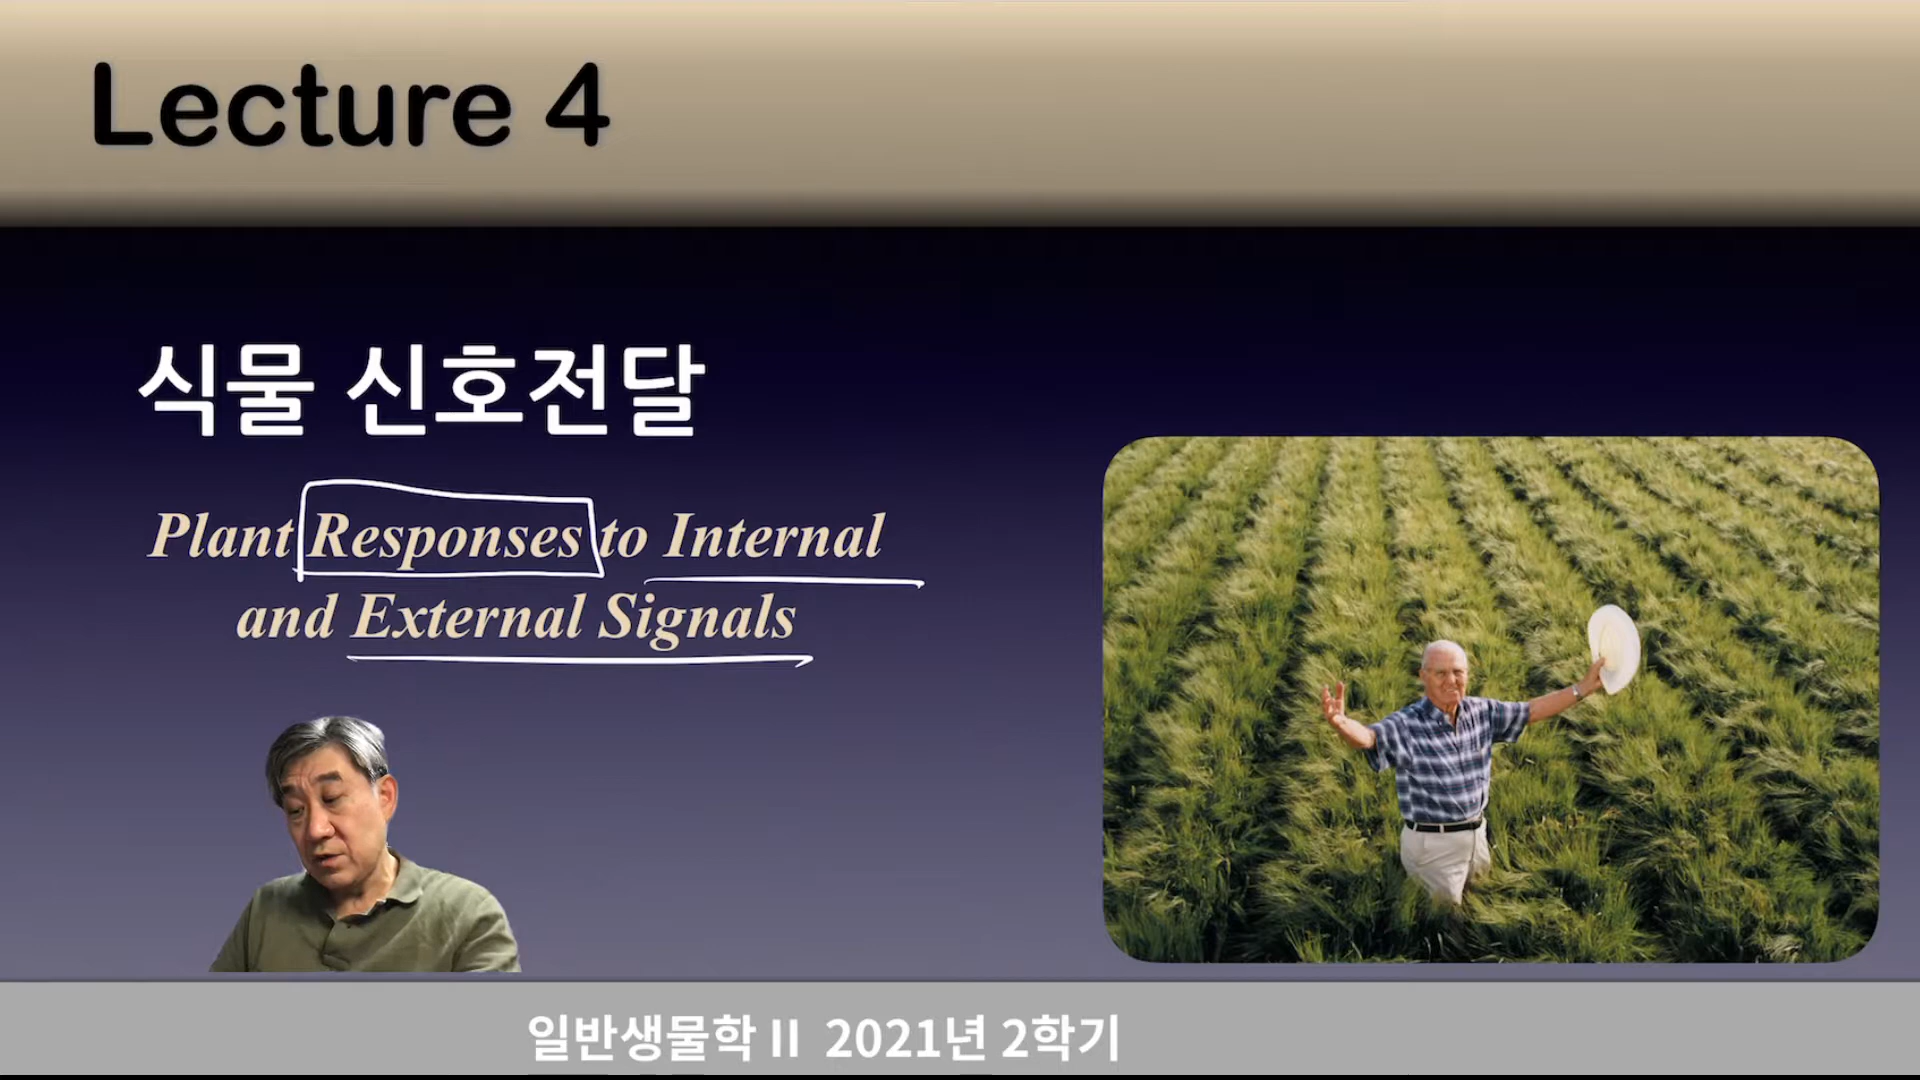 Lecture 4
식물 신호전달
Plant Responses to Internal
and External Signals
일반생물학 II 2021년 2학기